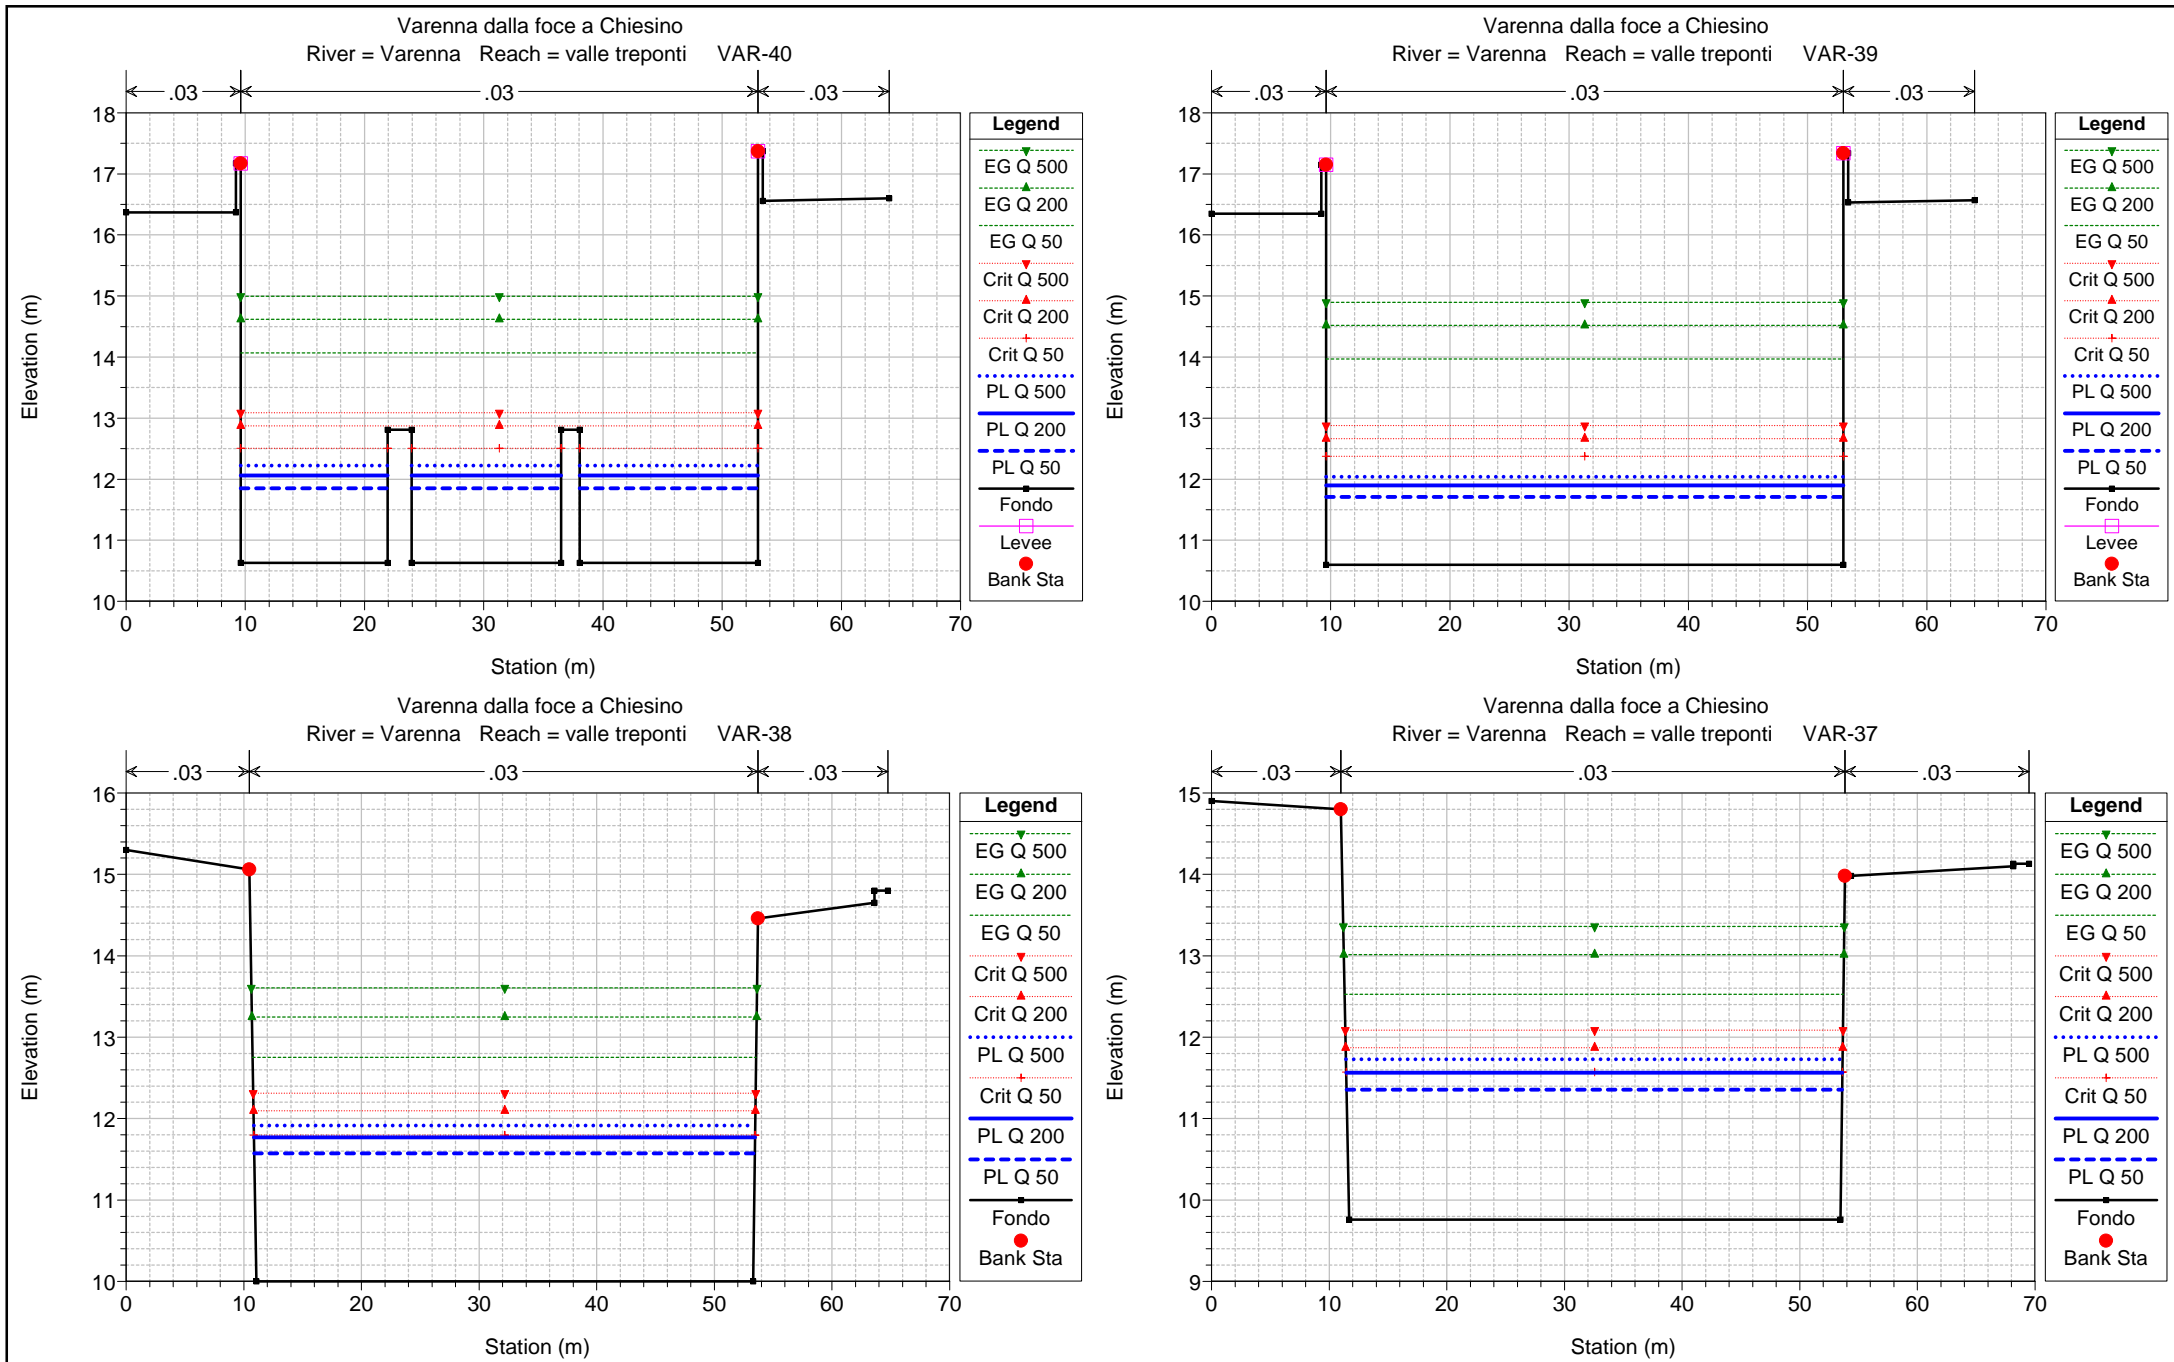 Varenna dalla foce a Chiesino
River = Varenna Reach = valle treponti VAR-40
.03 .03 .03
18
17
16
15
14
13
12
11
10
0 10 20 30 40 50 60 70
Elevation (m)
Station (m)
Legend
EG Q 500
EG Q 200
EG Q 50
Crit Q 500
Crit Q 200
Crit Q 50
PL Q 500
PL Q 200
PL Q 50
Fondo
Levee
Bank Sta
Varenna dalla foce a Chiesino
River = Varenna Reach = valle treponti VAR-39
.03 .03 .03
18
17
16
15
14
13
12
11
10
0 10 20 30 40 50 60 70
Elevation (m)
Station (m)
Legend
EG Q 500
EG Q 200
EG Q 50
Crit Q 500
Crit Q 200
Crit Q 50
PL Q 500
PL Q 200
PL Q 50
Fondo
Levee
Bank Sta
Varenna dalla foce a Chiesino
River = Varenna Reach = valle treponti VAR-38
.03 .03 .03
16
15
14
13
12
11
10
0 10 20 30 40 50 60 70
Elevation (m)
Station (m)
Legend
EG Q 500
EG Q 200
EG Q 50
Crit Q 500
Crit Q 200
PL Q 500
Crit Q 50
PL Q 200
PL Q 50
Fondo
Bank Sta
Varenna dalla foce a Chiesino
River = Varenna Reach = valle treponti VAR-37
.03 .03 .03
15
14
13
12
11
10
9
0 10 20 30 40 50 60 70
Elevation (m)
Station (m)
Legend
EG Q 500
EG Q 200
EG Q 50
Crit Q 500
Crit Q 200
PL Q 500
Crit Q 50
PL Q 200
PL Q 50
Fondo
Bank Sta